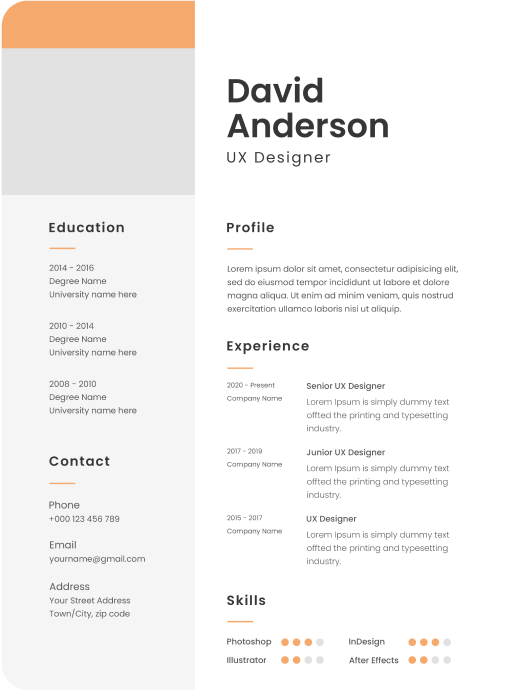 David
Anderson
UX Designer
Education
2014 - 2016
Degree Name
University name here
2010 - 2014
Degree Name
University name here
2008 - 2010
Degree Name
University name here
Contact
Phone
+000 123 456 789
Email
yourname@gmail.com
Address
Your Street Address
Town/City, zip code
Profile
Lorem ipsum dolor sit amet, consectetur adipisicing elit,
sed do eiusmod tempor incididunt ut labore et dolore
magna aliqua. Ut enim ad minim veniam, quis nostrud
exercitation ullamco laboris nisi ut aliquip.
Experience
2020 - Present
Company Name
Senior UX Designer
Lorem Ipsum is simply dummy text
offted the printing and typesetting
industry.
2017 - 2019
Company Name
Junior UX Designer
Lorem Ipsum is simply dummy text
offted the printing and typesetting
industry.
2015 - 2017
Company Name
UX Designer
Lorem Ipsum is simply dummy text
offted the printing and typesetting
industry.
Skills
Photoshop
InDesign
Illustrator
After Effects